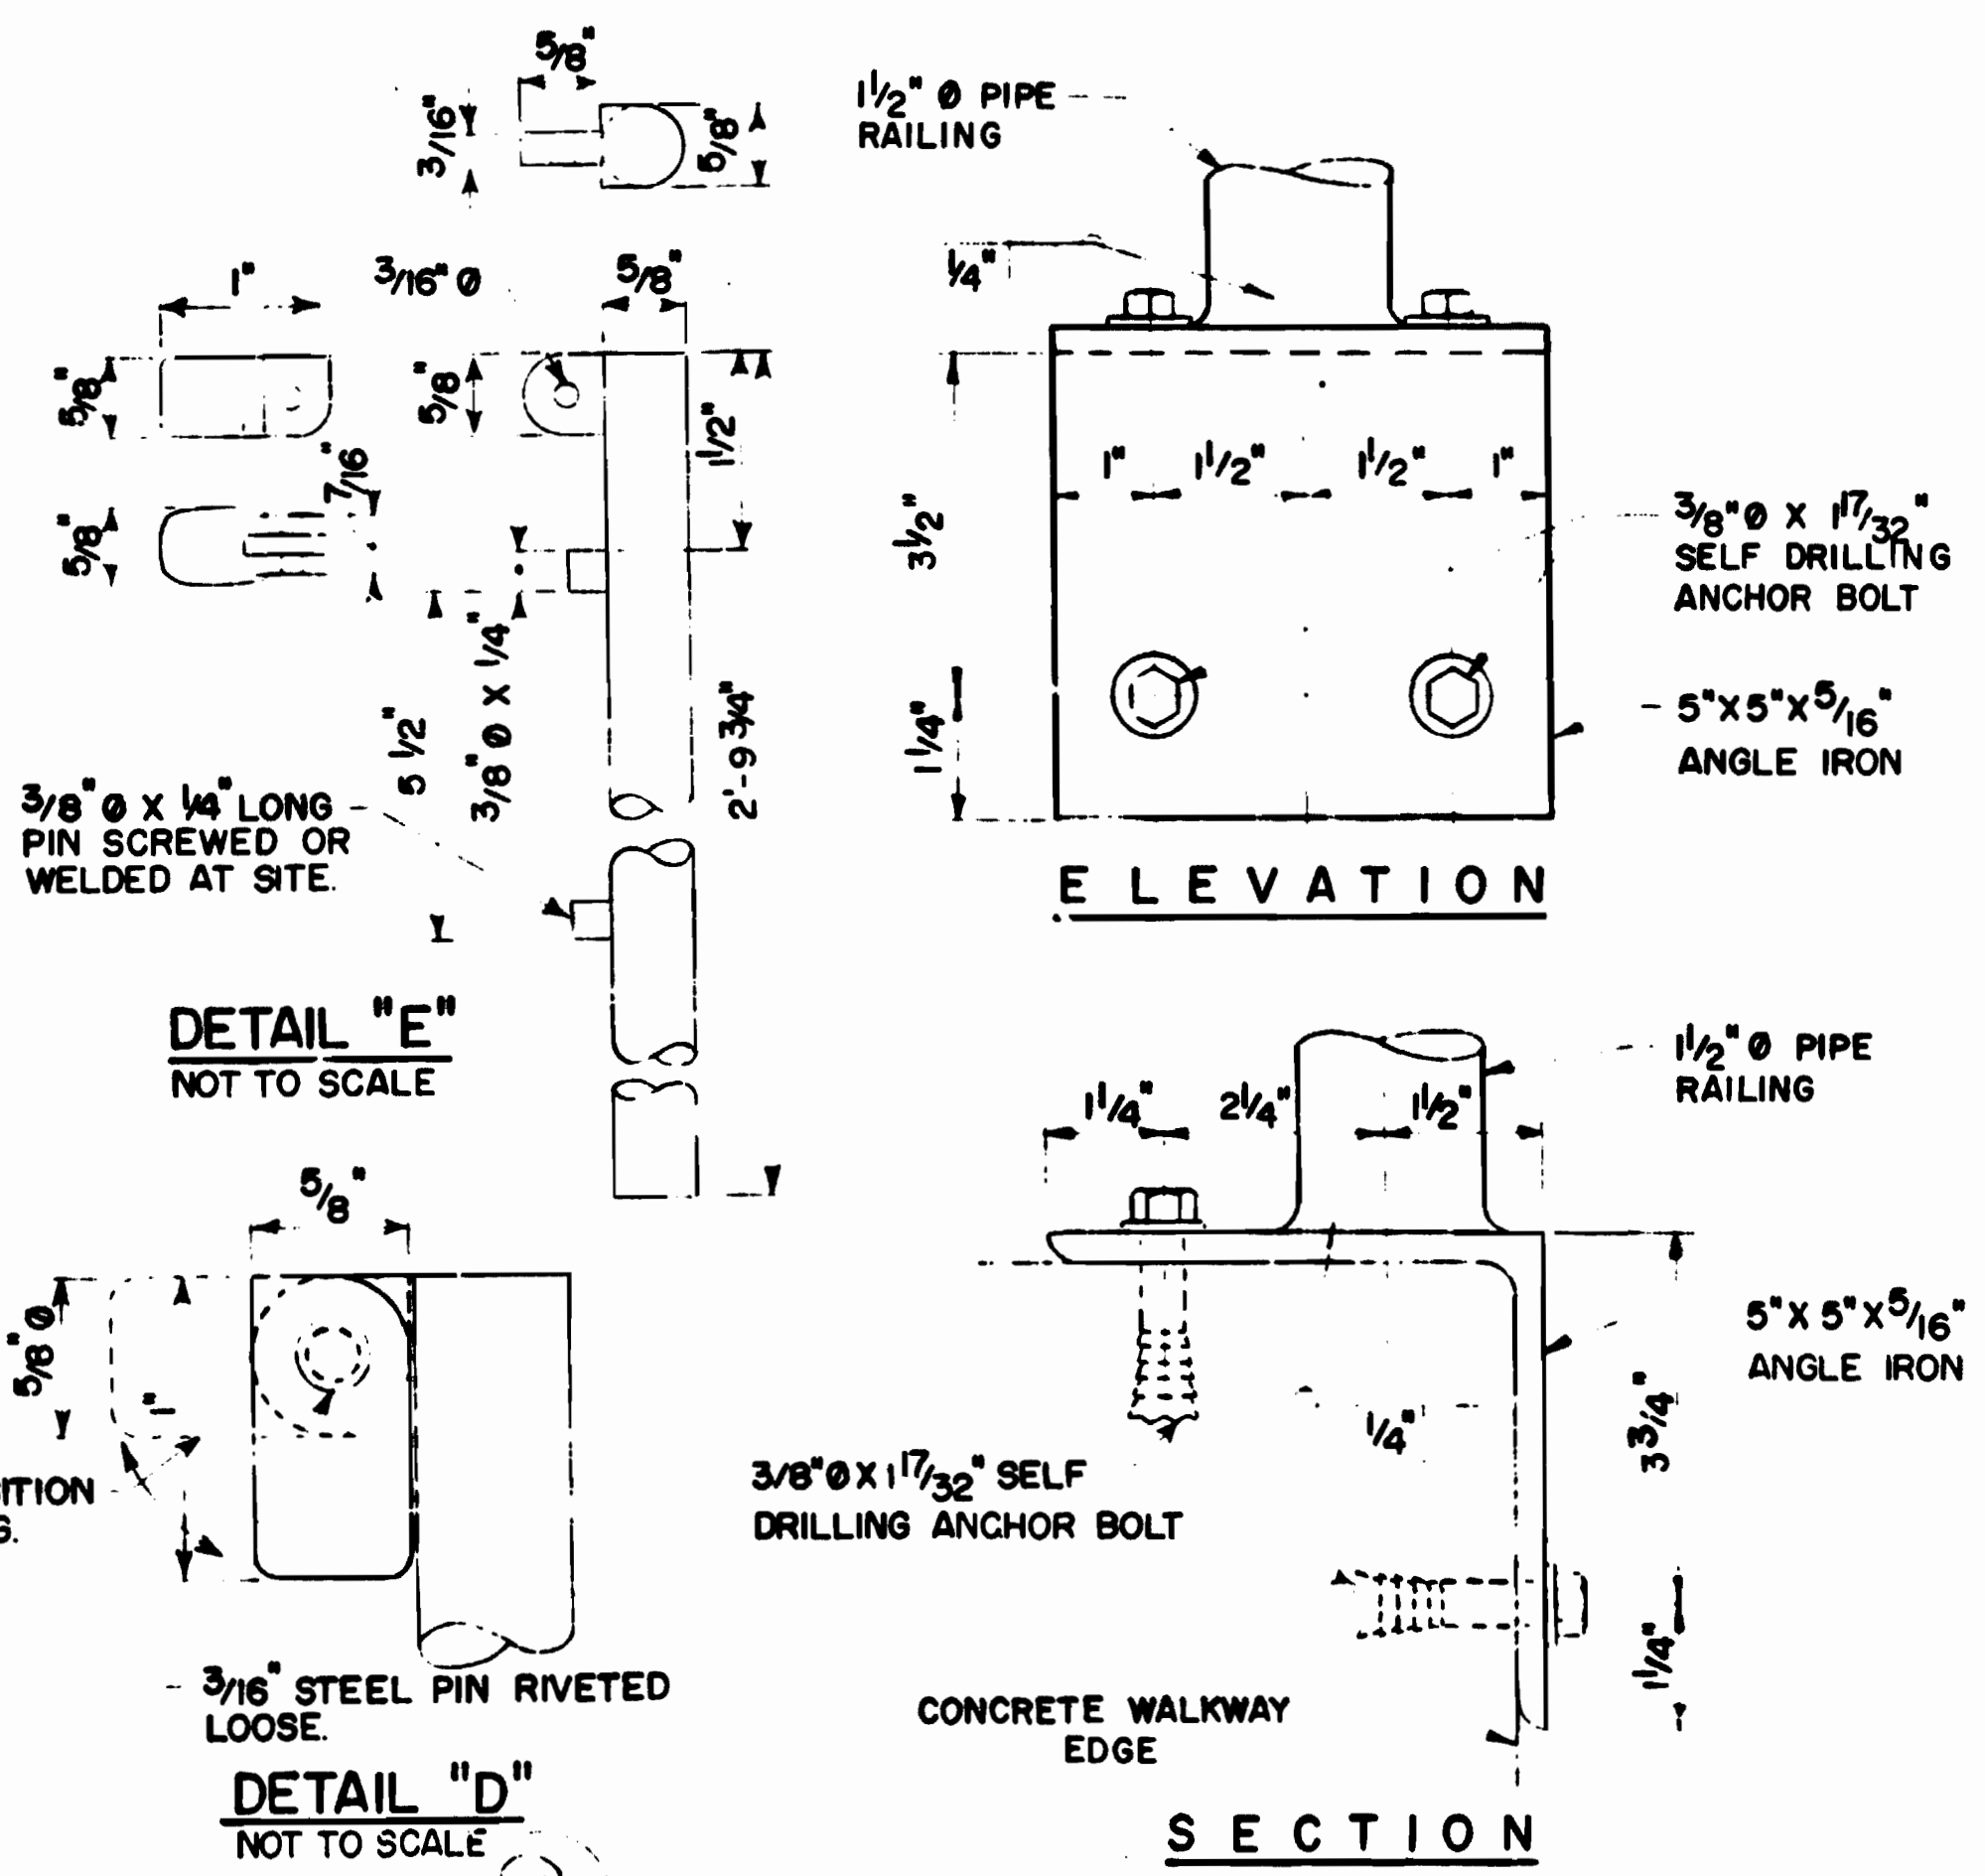 5/8"
3/16"
5/8"
1"
3/16" Ø
5/8"
5/8"
5/8"
7/16"
5/8"
1 1/2"
5 1/2"
3/8" Ø X 1/4"
2'-9 3/4"
3/8" Ø X 1/4" LONG
PIN SCREWED OR
WELDED AT SITE.
DETAIL "E"
NOT TO SCALE
1 1/2" Ø PIPE
RAILING
1/4"
1" 1 1/2" 1 1/2" 1"
3 1/2"
1 1/4"
3/8" Ø X 1 17/32"
SELF DRILLING
ANCHOR BOLT
5" X 5" X 5/16"
ANGLE IRON
ELEVATION
5/8"
5/8" Ø
1"
ITION
G.
3/16" STEEL PIN RIVETED
LOOSE.
DETAIL "D"
NOT TO SCALE
1 1/4" 2 1/4" 1 1/2"
1 1/2" Ø PIPE
RAILING
5" X 5" X 5/16"
ANGLE IRON
1/4"
3 3/4"
3/8" Ø X 1 17/32" SELF
DRILLING ANCHOR BOLT
1 1/4"
CONCRETE WALKWAY
EDGE
SECTION